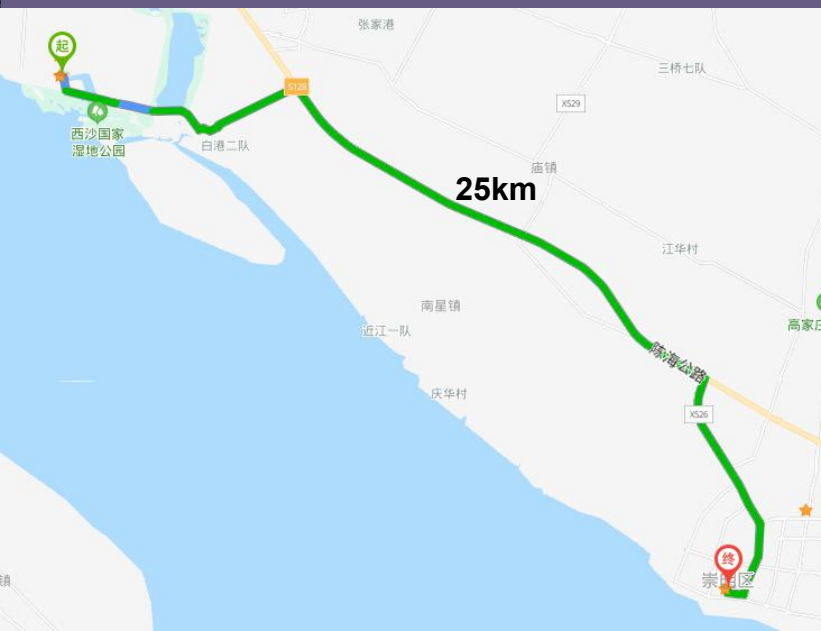 张家港
起
三桥七队
S128
X529
西沙国家
湿地公园
白港二队
庙镇
25km
江华村
南星镇
高家庄
近江一队
陈海公路
庆华村
X526
终
崇明区
镇